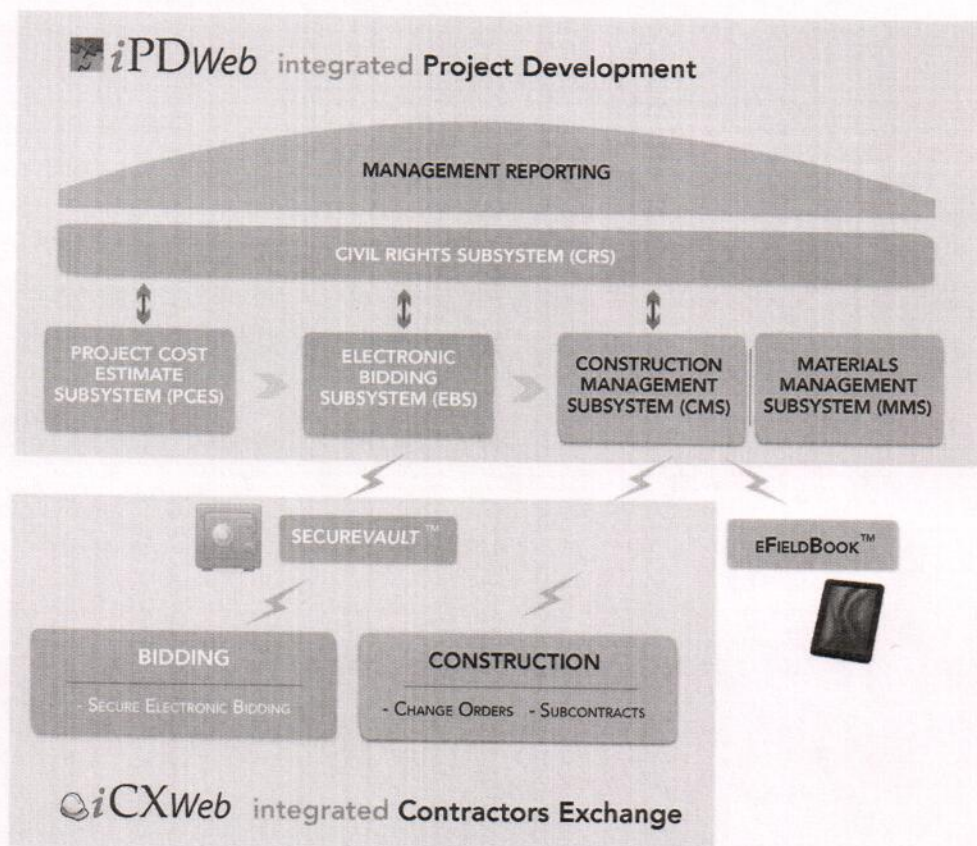 iPDWeb integrated Project Development
MANAGEMENT REPORTING
CIVIL RIGHTS SUBSYSTEM (CRS)
PROJECT COST
ESTIMATE
SUBSYSTEM (PCES)
ELECTRONIC
BIDDING
SUBSYSTEM (EBS)
CONSTRUCTION
MANAGEMENT
SUBSYSTEM (CMS)
MATERIALS
MANAGEMENT
SUBSYSTEM (MMS)
SECUREVAULT™
EFIELDBOOK™
BIDDING
- SECURE ELECTRONIC BIDDING
CONSTRUCTION
- CHANGE ORDERS - SUBCONTRACTS
iCXWeb integrated Contractors Exchange